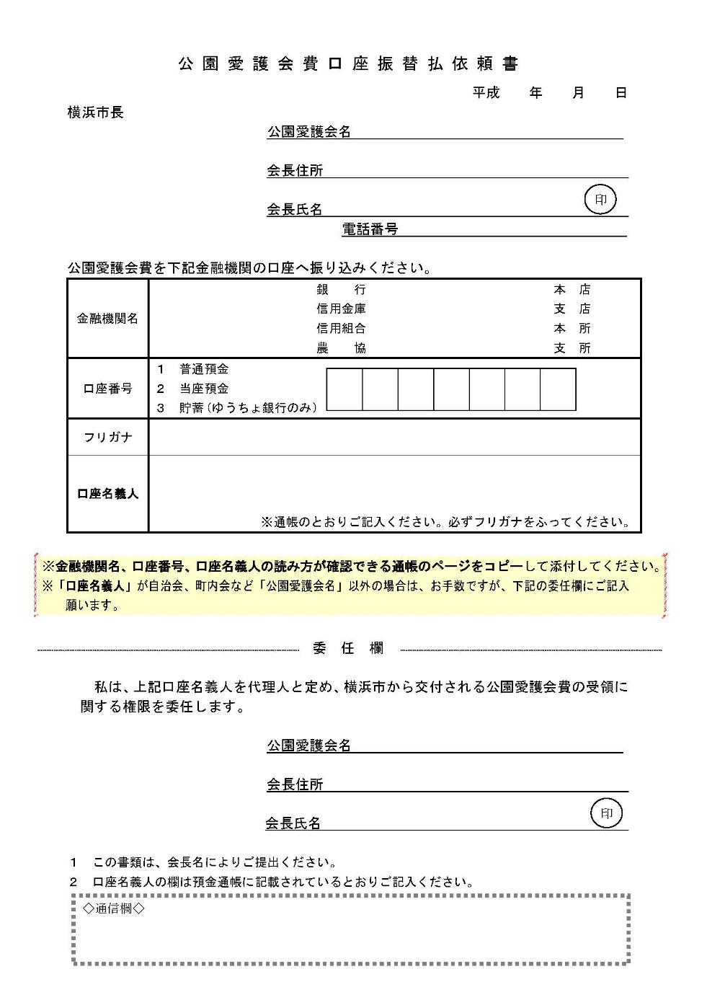 公園愛護会費口座振替払依頼書
平成　　年　　月　　日
横浜市長
公園愛護会名
会長住所
会長氏名　印
電話番号
公園愛護会費を下記金融機関の口座へ振り込みください。
金融機関名
銀　　行　本　店
信用金庫　支　店
信用組合　本　所
農　　協　支　所
口座番号
1　普通預金
2　当座預金
3　貯蓄（ゆうちょ銀行のみ）
フリガナ
口座名義人
※通帳のとおりご記入ください。必ずフリガナをふってください。
※金融機関名、口座番号、口座名義人の読み方が確認できる通帳のページをコピーして添付してください。
※「口座名義人」が自治会、町内会など「公園愛護会名」以外の場合は、お手数ですが、下記の委任欄にご記入
願います。
委　任　欄
私は、上記口座名義人を代理人と定め、横浜市から交付される公園愛護会費の受領に
関する権限を委任します。
公園愛護会名
会長住所
会長氏名　印
1　この書類は、会長名によりご提出ください。
2　口座名義人の欄は預金通帳に記載されているとおりご記入ください。
◇通信欄◇